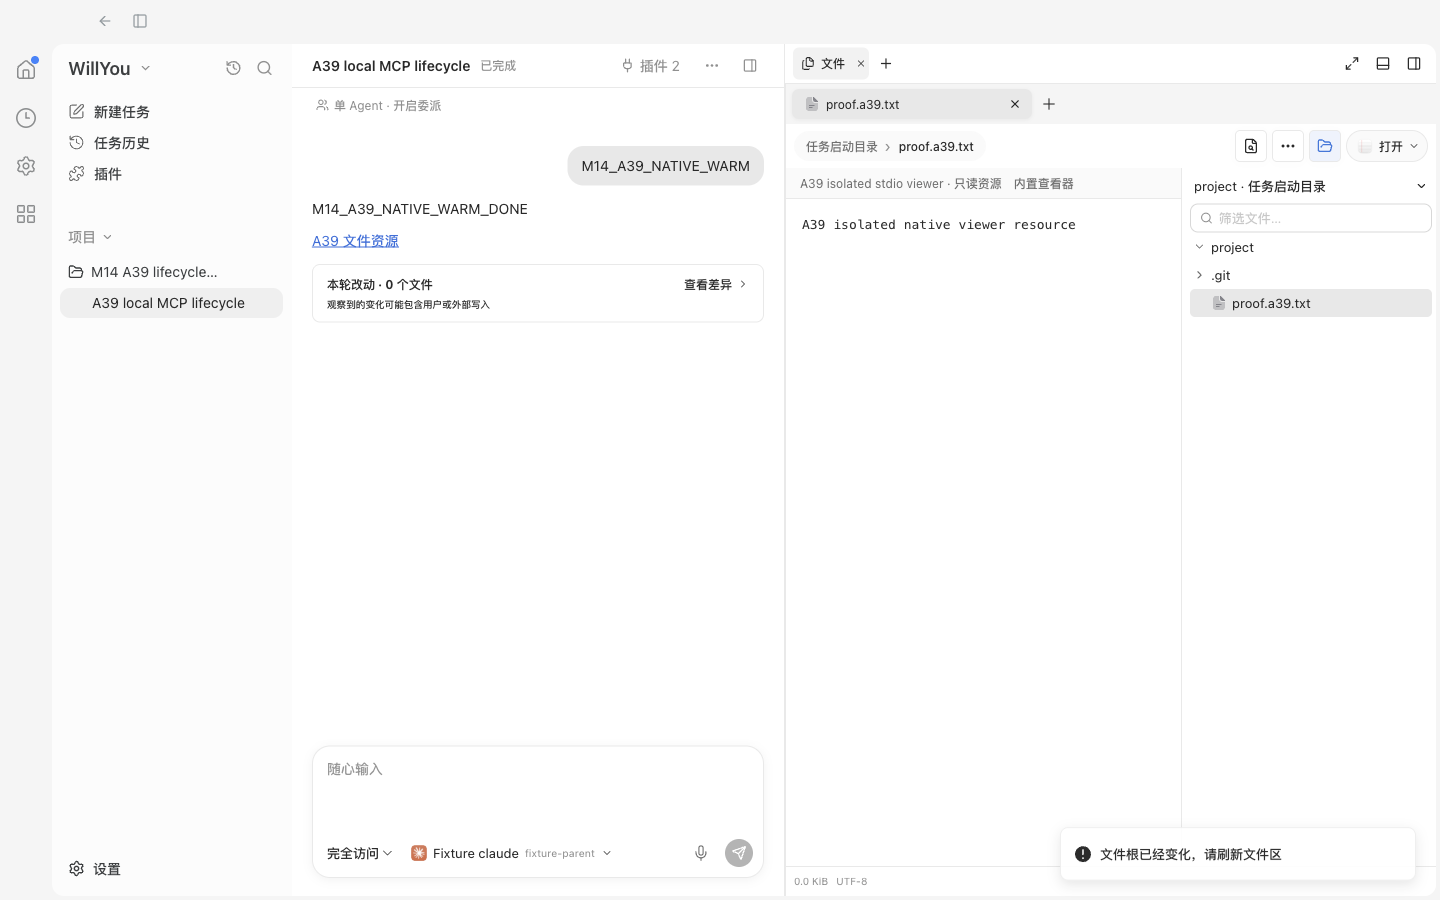 WillYou
新建任务
任务历史
插件
项目
M14 A39 lifecycle...
A39 local MCP lifecycle
设置
A39 local MCP lifecycle 已完成
插件 2
单 Agent · 开启委派
M14_A39_NATIVE_WARM
M14_A39_NATIVE_WARM_DONE
A39 文件资源
本轮改动 · 0 个文件
查看差异
观察到的变化可能包含用户或外部写入
随心输入
完全访问
Fixture claude fixture-parent
文件
proof.a39.txt
任务启动目录 › proof.a39.txt
打开
A39 isolated stdio viewer · 只读资源 内置查看器
A39 isolated native viewer resource
project · 任务启动目录
筛选文件...
project
.git
proof.a39.txt
0.0 KiB UTF-8
文件根已经变化，请刷新文件区